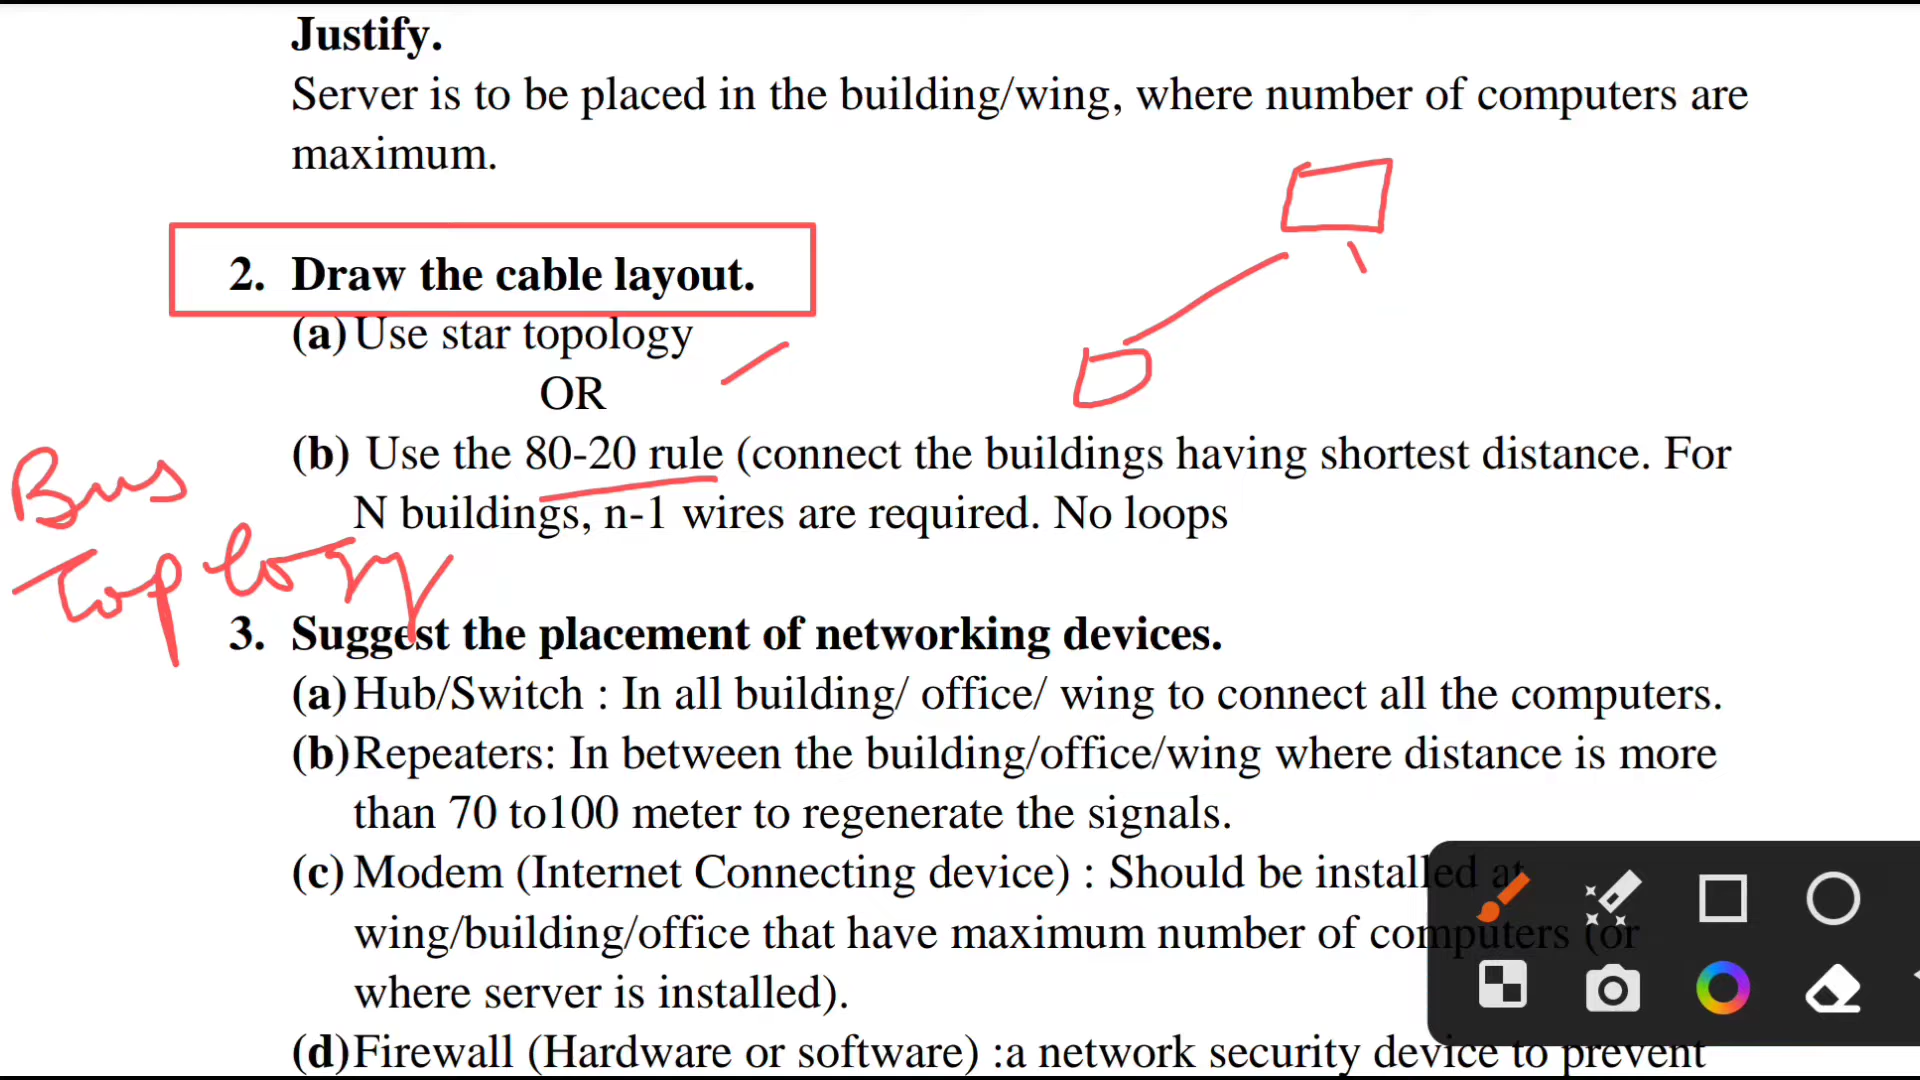 Justify.
Server is to be placed in the building/wing, where number of computers are
maximum.
2. Draw the cable layout.
(a) Use star topology
OR
(b) Use the 80-20 rule (connect the buildings having shortest distance. For
N buildings, n-1 wires are required. No loops
Bus
Toplogy
3. Suggest the placement of networking devices.
(a) Hub/Switch : In all building/ office/ wing to connect all the computers.
(b) Repeaters: In between the building/office/wing where distance is more
than 70 to100 meter to regenerate the signals.
(c) Modem (Internet Connecting device) : Should be installed at
wing/building/office that have maximum number of computers (or
where server is installed).
(d) Firewall (Hardware or software) :a network security device to prevent